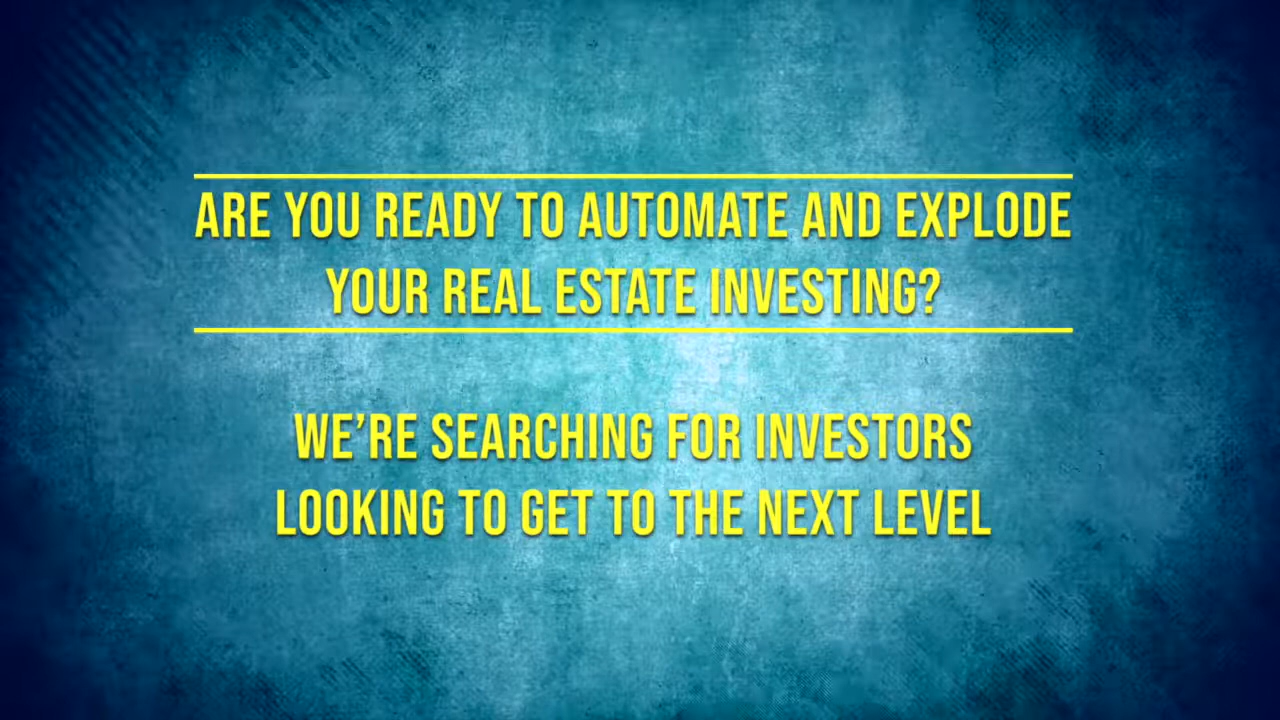 ARE YOU READY TO AUTOMATE AND EXPLODE
YOUR REAL ESTATE INVESTING?
WE’RE SEARCHING FOR INVESTORS
LOOKING TO GET TO THE NEXT LEVEL